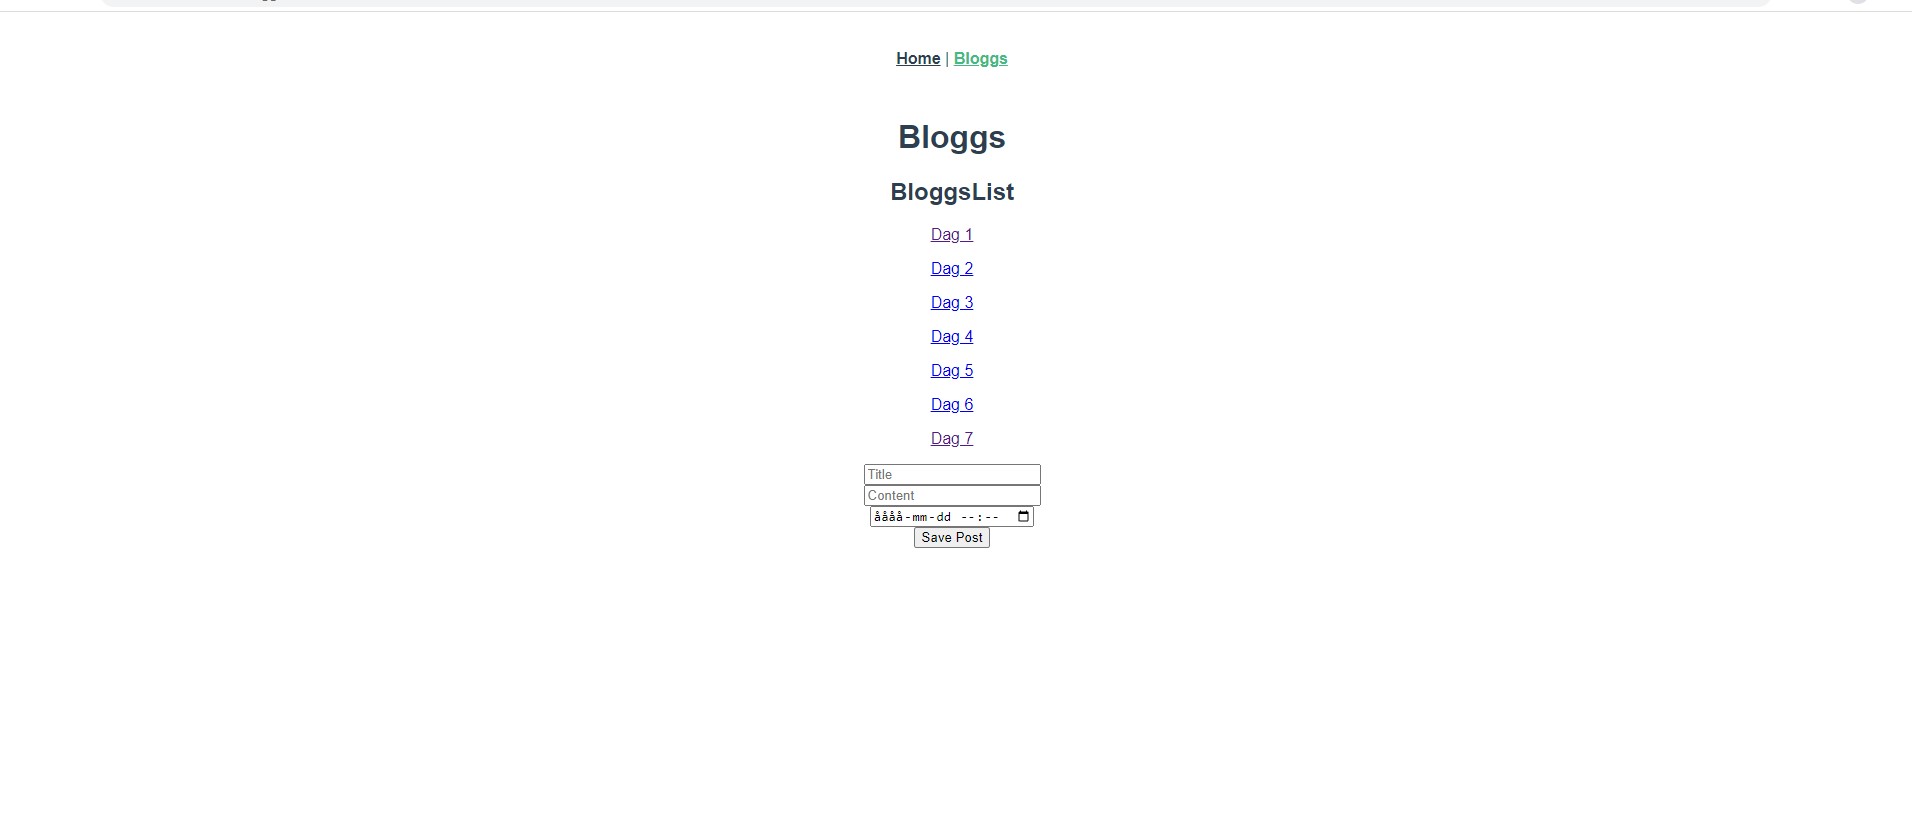 Home | Bloggs
Bloggs
BloggsList
Dag 1
Dag 2
Dag 3
Dag 4
Dag 5
Dag 6
Dag 7
Title
Content
åååå-mm-dd --:--
Save Post